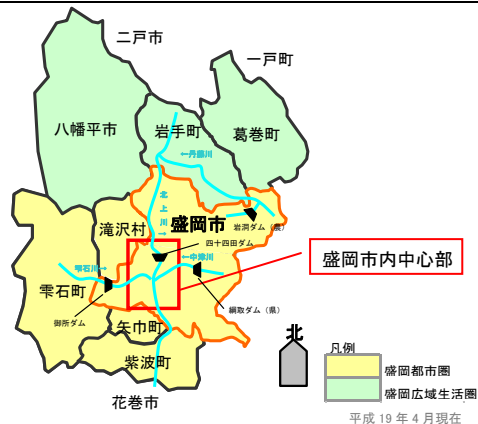 二戸市
一戸町
八幡平市
岩手町
葛巻町
←丹藤川
北上川→
滝沢村
盛岡市
岩洞ダム（農）
四十四田ダム
雫石川→
←中津川
盛岡市内中心部
雫石町
御所ダム
綱取ダム（県）
矢巾町
紫波町
花巻市
北
凡例
盛岡都市圏
盛岡広域生活圏
平成 19 年 4 月現在